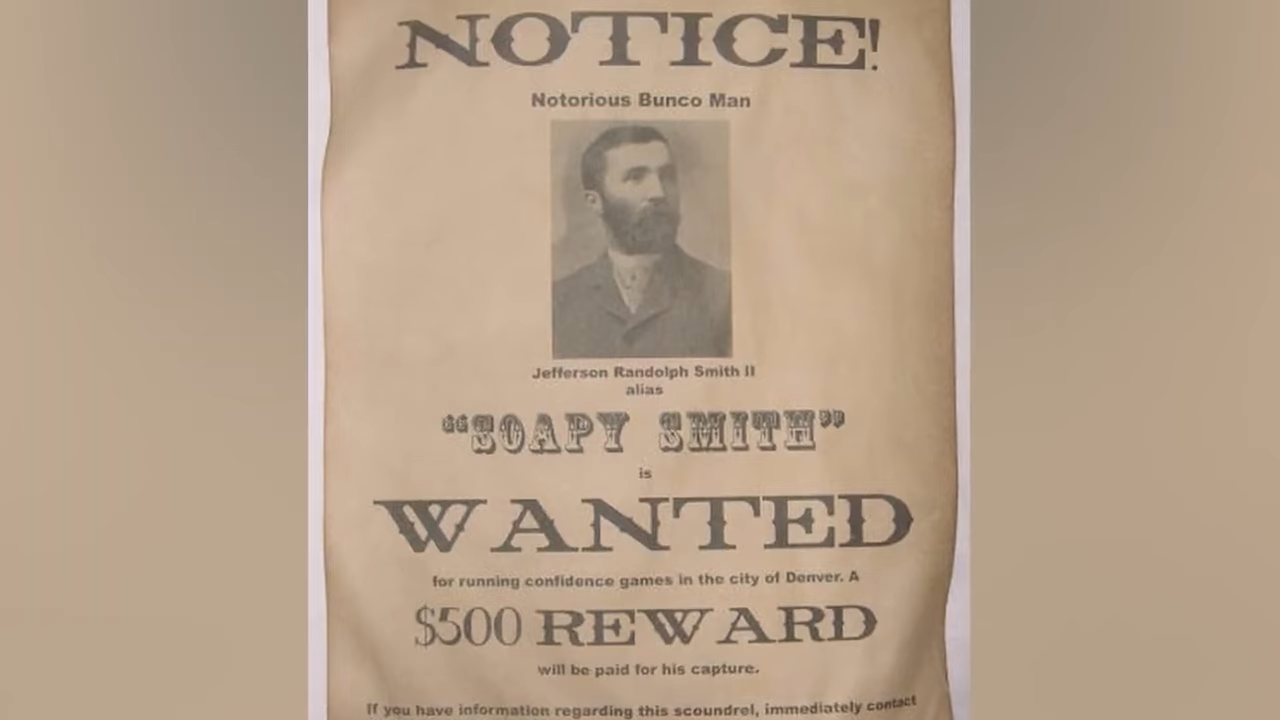 NOTICE!
Notorious Bunco Man
Jefferson Randolph Smith II
alias
“SOAPY SMITH”
is
WANTED
for running confidence games in the city of Denver. A
$500 REWARD
will be paid for his capture.
If you have information regarding this scoundrel, immediately contact